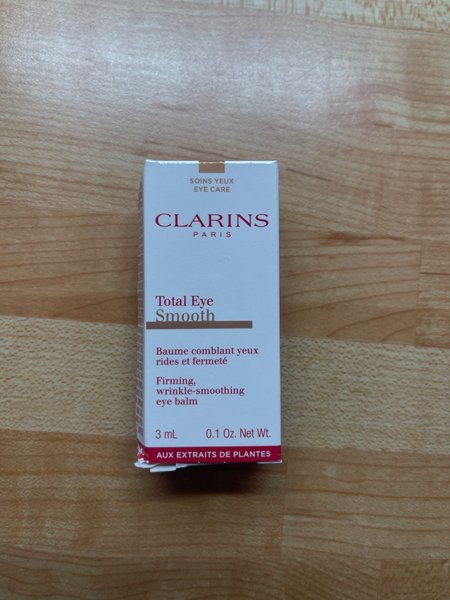 SOINS YEUX
EYE CARE
CLARINS
PARIS
Total Eye
Smooth
Baume comblant yeux
rides et fermeté
Firming,
wrinkle-smoothing
eye balm
3 mL 0.1 Oz. Net Wt.
AUX EXTRAITS DE PLANTES